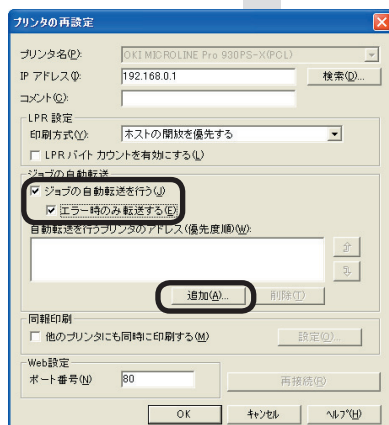 プリンタの再設定
プリンタ名(P): OKI MICROLINE Pro 930PS-X(PCL)
IP アドレス(I): 192.168.0.1 検索(D)...
コメント(C):
LPR 設定
印刷方式(Y): ホストの開放を優先する
LPR バイト カウントを有効にする(L)
ジョブの自動転送
ジョブの自動転送を行う(J)
エラー時のみ転送する(E)
自動転送を行うプリンタのアドレス(優先度順)(W):
追加(A)... 削除(T)
同報印刷
他のプリンタにも同時に印刷する(M) 設定(O)...
Web設定
ポート番号(N) 80 再接続(R)
OK キャンセル ヘルプ(H)